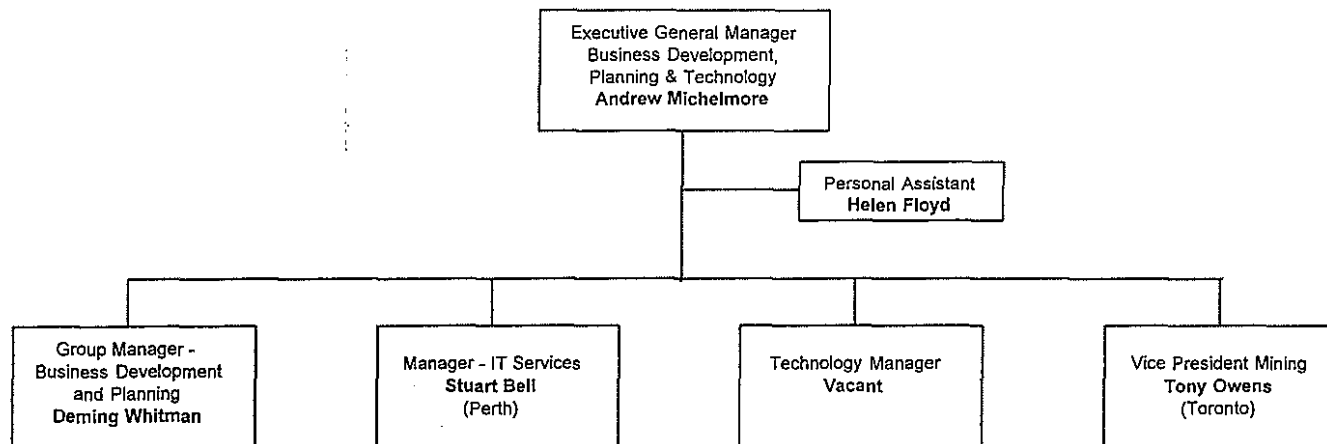 Executive General Manager
Business Development,
Planning & Technology
Andrew Michelmore
Personal Assistant
Helen Floyd
Group Manager -
Business Development
and Planning
Deming Whitman
Manager - IT Services
Stuart Bell
(Perth)
Technology Manager
Vacant
Vice President Mining
Tony Owens
(Toronto)